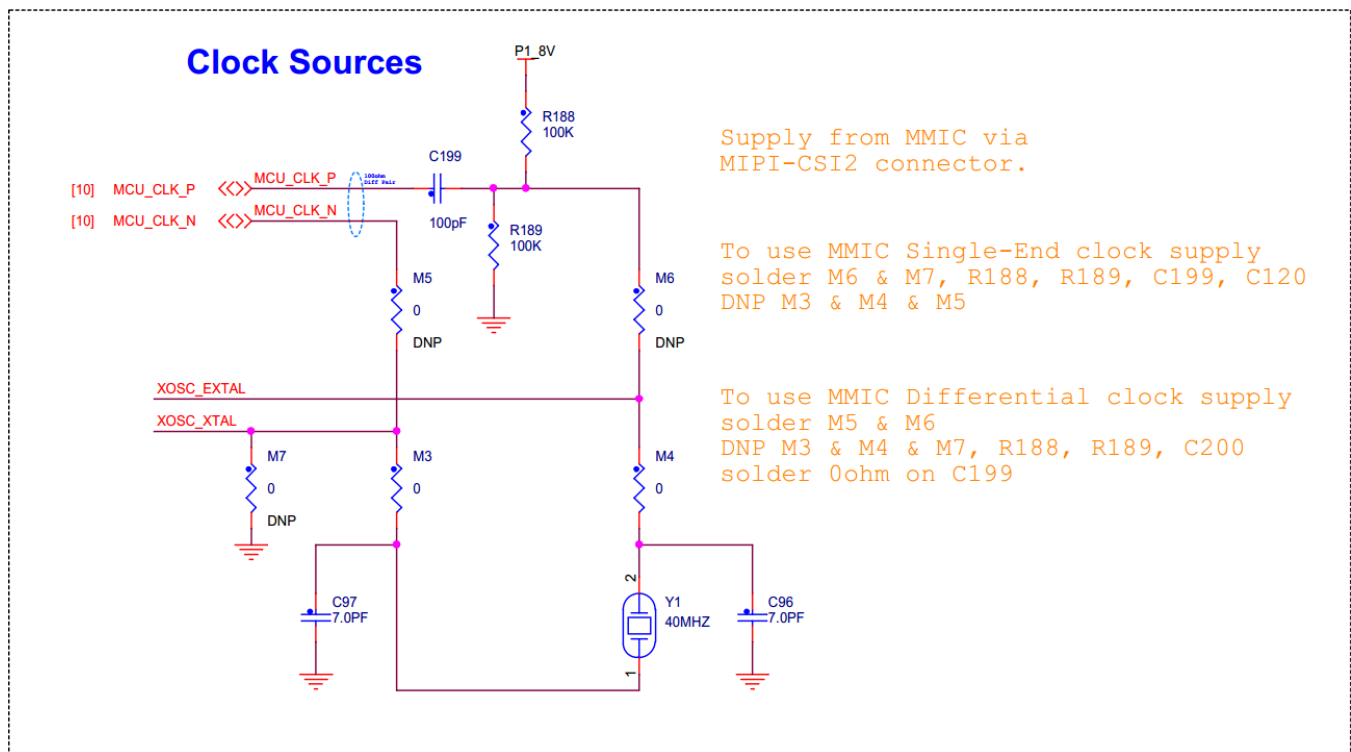 Clock Sources
P1_8V
R188
100K
C199
100pF
R189
100K
100ohm
Diff Pair
[10] MCU_CLK_P
MCU_CLK_P
[10] MCU_CLK_N
MCU_CLK_N
M5
0
DNP
M6
0
DNP
XOSC_EXTAL
XOSC_XTAL
M7
0
DNP
M3
0
M4
0
C97
7.0PF
2
Y1
40MHZ
1
C96
7.0PF
Supply from MMIC via
MIPI-CSI2 connector.
To use MMIC Single-End clock supply
solder M6 & M7, R188, R189, C199, C120
DNP M3 & M4 & M5
To use MMIC Differential clock supply
solder M5 & M6
DNP M3 & M4 & M7, R188, R189, C200
solder 0ohm on C199